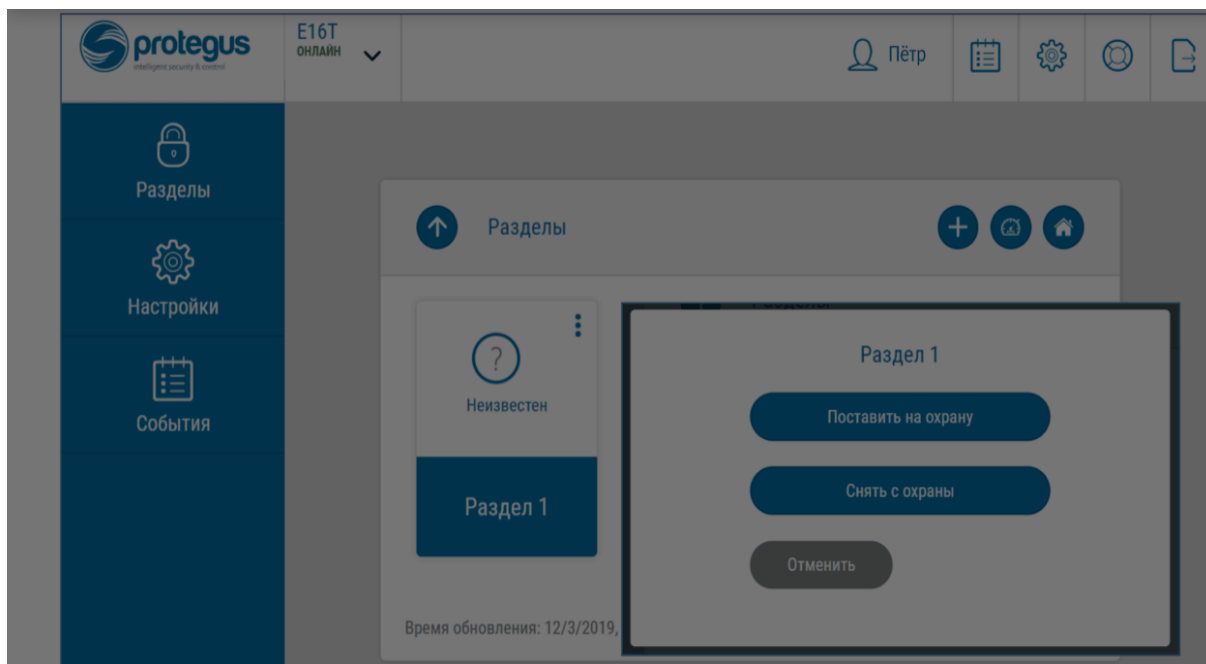 protegus
intelligent security & control
E16T
ОНЛАЙН
Пётр
Разделы
Настройки
События
Разделы
?
Неизвестен
Раздел 1
Время обновления: 12/3/2019,
Раздел 1
Поставить на охрану
Снять с охраны
Отменить